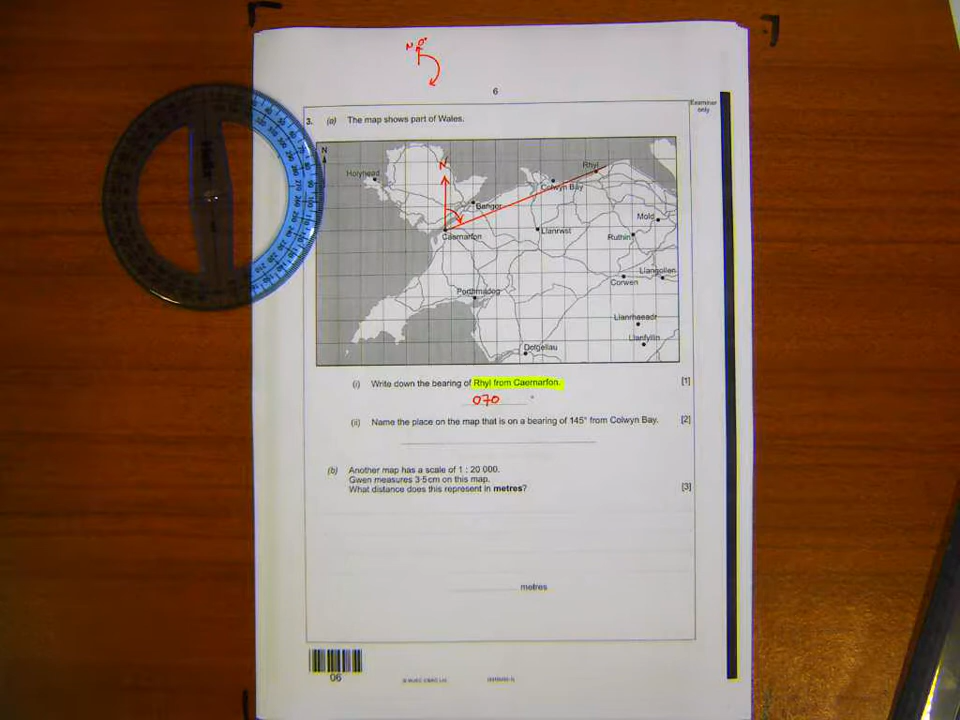 N 0°
6
Examiner
only
3. (a) The map shows part of Wales.
N
N
Rhyl
Holyhead
Colwyn Bay
Bangor
Mold
Caernarfon
Llanrwst
Ruthin
Llangollen
Corwen
Porthmadog
Llanrhaeadr
Llanfyllin
Dolgellau
(i) Write down the bearing of Rhyl from Caernarfon. [1]
070 °
(ii) Name the place on the map that is on a bearing of 145° from Colwyn Bay. [2]
(b) Another map has a scale of 1 : 20 000.
Gwen measures 3·5cm on this map.
What distance does this represent in metres? [3]
metres
06